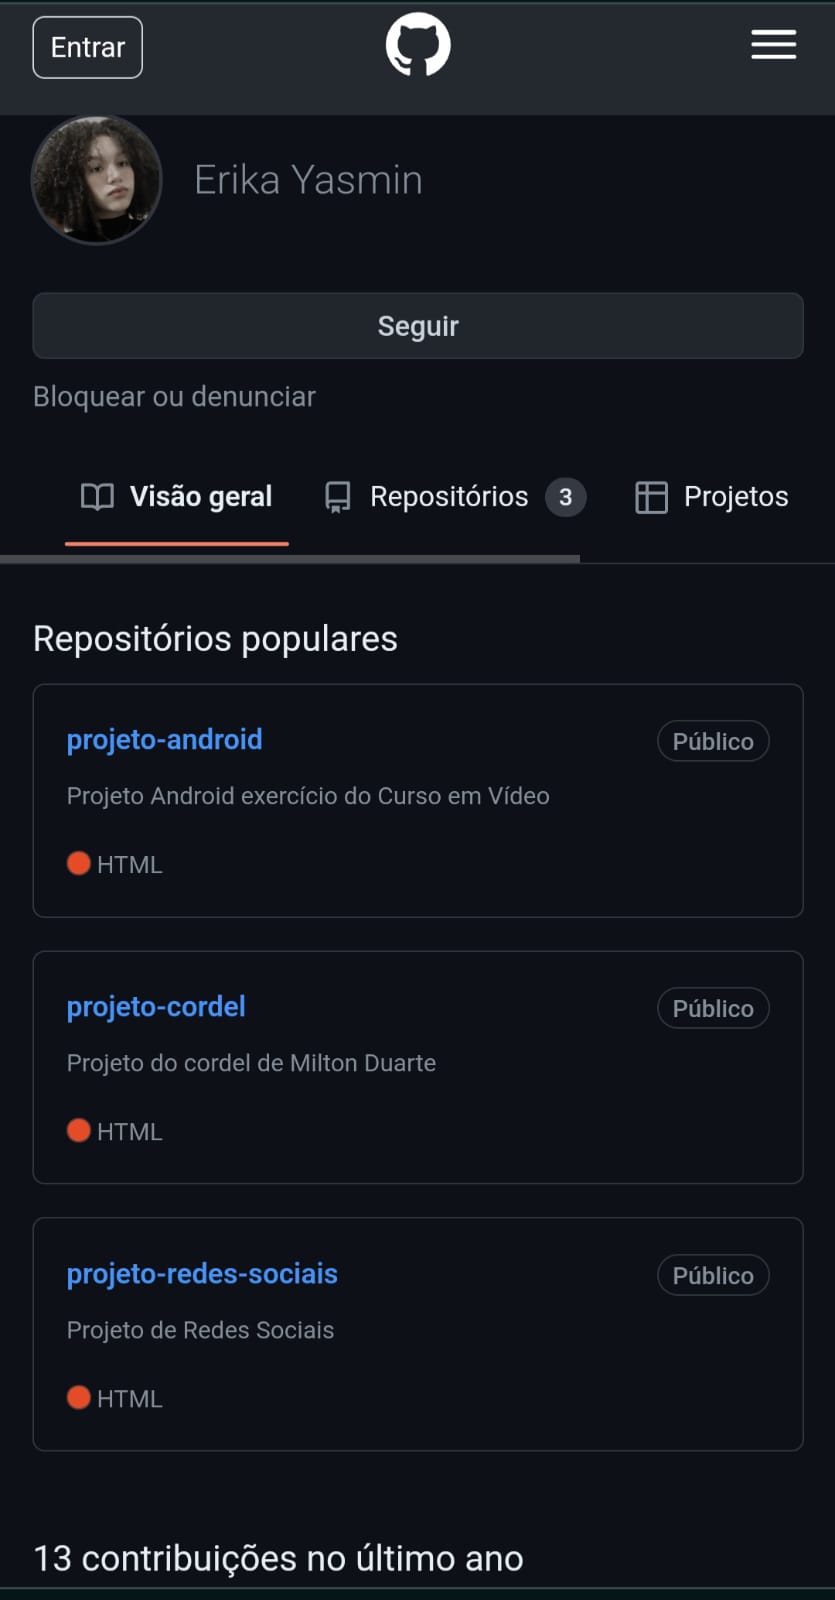 Entrar
Erika Yasmin
Seguir
Bloquear ou denunciar
Visão geral Repositórios 3 Projetos
Repositórios populares
projeto-android Público
Projeto Android exercício do Curso em Vídeo
HTML
projeto-cordel Público
Projeto do cordel de Milton Duarte
HTML
projeto-redes-sociais Público
Projeto de Redes Sociais
HTML
13 contribuições no último ano